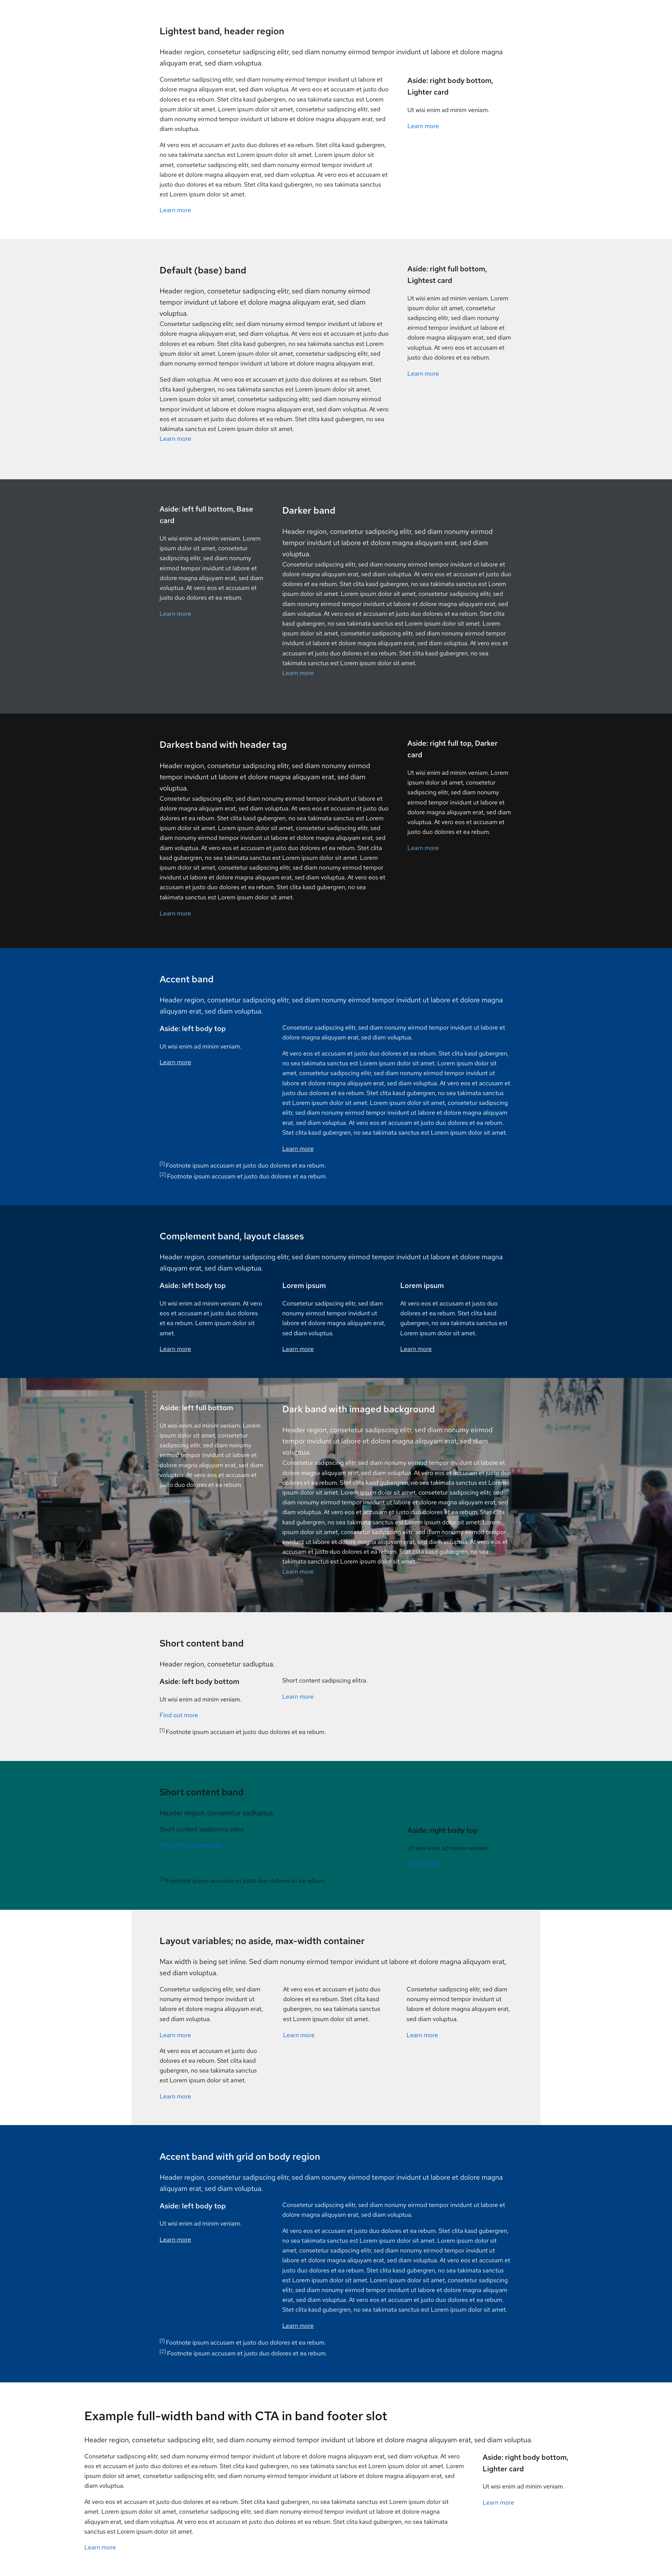 Lightest band, header region
Header region, consetetur sadipscing elitr, sed diam nonumy eirmod tempor invidunt ut labore et dolore magna
aliquyam erat, sed diam voluptua.
Consetetur sadipscing elitr, sed diam nonumy eirmod tempor invidunt ut labore et
dolore magna aliquyam erat, sed diam voluptua. At vero eos et accusam et justo duo
dolores et ea rebum. Stet clita kasd gubergren, no sea takimata sanctus est Lorem
ipsum dolor sit amet. Lorem ipsum dolor sit amet, consetetur sadipscing elitr, sed
diam nonumy eirmod tempor invidunt ut labore et dolore magna aliquyam erat, sed
diam voluptua.
At vero eos et accusam et justo duo dolores et ea rebum. Stet clita kasd gubergren,
no sea takimata sanctus est Lorem ipsum dolor sit amet. Lorem ipsum dolor sit
amet, consetetur sadipscing elitr, sed diam nonumy eirmod tempor invidunt ut
labore et dolore magna aliquyam erat, sed diam voluptua. At vero eos et accusam et
justo duo dolores et ea rebum. Stet clita kasd gubergren, no sea takimata sanctus
est Lorem ipsum dolor sit amet.
Learn more
Aside: right body bottom,
Lighter card
Ut wisi enim ad minim veniam.
Learn more
Default (base) band
Header region, consetetur sadipscing elitr, sed diam nonumy eirmod
tempor invidunt ut labore et dolore magna aliquyam erat, sed diam
voluptua.
Consetetur sadipscing elitr, sed diam nonumy eirmod tempor invidunt ut labore et
dolore magna aliquyam erat, sed diam voluptua. At vero eos et accusam et justo duo
dolores et ea rebum. Stet clita kasd gubergren, no sea takimata sanctus est Lorem
ipsum dolor sit amet. Lorem ipsum dolor sit amet, consetetur sadipscing elitr, sed
diam nonumy eirmod tempor invidunt ut labore et dolore magna aliquyam erat.
Sed diam voluptua. At vero eos et accusam et justo duo dolores et ea rebum. Stet
clita kasd gubergren, no sea takimata sanctus est Lorem ipsum dolor sit amet.
Lorem ipsum dolor sit amet, consetetur sadipscing elitr, sed diam nonumy eirmod
tempor invidunt ut labore et dolore magna aliquyam erat, sed diam voluptua. At vero
eos et accusam et justo duo dolores et ea rebum. Stet clita kasd gubergren, no sea
takimata sanctus est Lorem ipsum dolor sit amet.
Learn more
Aside: right full bottom,
Lightest card
Ut wisi enim ad minim veniam. Lorem
ipsum dolor sit amet, consetetur
sadipscing elitr, sed diam nonumy
eirmod tempor invidunt ut labore et
dolore magna aliquyam erat, sed diam
voluptua. At vero eos et accusam et
justo duo dolores et ea rebum.
Learn more
Aside: left full bottom, Base
card
Ut wisi enim ad minim veniam. Lorem
ipsum dolor sit amet, consetetur
sadipscing elitr, sed diam nonumy
eirmod tempor invidunt ut labore et
dolore magna aliquyam erat, sed diam
voluptua. At vero eos et accusam et
justo duo dolores et ea rebum.
Learn more
Darker band
Header region, consetetur sadipscing elitr, sed diam nonumy eirmod
tempor invidunt ut labore et dolore magna aliquyam erat, sed diam
voluptua.
Consetetur sadipscing elitr, sed diam nonumy eirmod tempor invidunt ut labore et
dolore magna aliquyam erat, sed diam voluptua. At vero eos et accusam et justo duo
dolores et ea rebum. Stet clita kasd gubergren, no sea takimata sanctus est Lorem
ipsum dolor sit amet. Lorem ipsum dolor sit amet, consetetur sadipscing elitr, sed
diam nonumy eirmod tempor invidunt ut labore et dolore magna aliquyam erat, sed
diam voluptua. At vero eos et accusam et justo duo dolores et ea rebum. Stet clita
kasd gubergren, no sea takimata sanctus est Lorem ipsum dolor sit amet. Lorem
ipsum dolor sit amet, consetetur sadipscing elitr, sed diam nonumy eirmod tempor
invidunt ut labore et dolore magna aliquyam erat, sed diam voluptua. At vero eos et
accusam et justo duo dolores et ea rebum. Stet clita kasd gubergren, no sea
takimata sanctus est Lorem ipsum dolor sit amet.
Learn more
Darkest band with header tag
Header region, consetetur sadipscing elitr, sed diam nonumy eirmod
tempor invidunt ut labore et dolore magna aliquyam erat, sed diam
voluptua.
Consetetur sadipscing elitr, sed diam nonumy eirmod tempor invidunt ut labore et
dolore magna aliquyam erat, sed diam voluptua. At vero eos et accusam et justo duo
dolores et ea rebum. Stet clita kasd gubergren, no sea takimata sanctus est Lorem
ipsum dolor sit amet. Lorem ipsum dolor sit amet, consetetur sadipscing elitr, sed
diam nonumy eirmod tempor invidunt ut labore et dolore magna aliquyam erat, sed
diam voluptua. At vero eos et accusam et justo duo dolores et ea rebum. Stet clita
kasd gubergren, no sea takimata sanctus est Lorem ipsum dolor sit amet. Lorem
ipsum dolor sit amet, consetetur sadipscing elitr, sed diam nonumy eirmod tempor
invidunt ut labore et dolore magna aliquyam erat, sed diam voluptua. At vero eos et
accusam et justo duo dolores et ea rebum. Stet clita kasd gubergren, no sea
takimata sanctus est Lorem ipsum dolor sit amet.
Learn more
Aside: right full top, Darker
card
Ut wisi enim ad minim veniam. Lorem
ipsum dolor sit amet, consetetur
sadipscing elitr, sed diam nonumy
eirmod tempor invidunt ut labore et
dolore magna aliquyam erat, sed diam
voluptua. At vero eos et accusam et
justo duo dolores et ea rebum.
Learn more
Accent band
Header region, consetetur sadipscing elitr, sed diam nonumy eirmod tempor invidunt ut labore et dolore magna
aliquyam erat, sed diam voluptua.
Aside: left body top
Ut wisi enim ad minim veniam.
Learn more
Consetetur sadipscing elitr, sed diam nonumy eirmod tempor invidunt ut labore et
dolore magna aliquyam erat, sed diam voluptua.
At vero eos et accusam et justo duo dolores et ea rebum. Stet clita kasd gubergren,
no sea takimata sanctus est Lorem ipsum dolor sit amet. Lorem ipsum dolor sit
amet, consetetur sadipscing elitr, sed diam nonumy eirmod tempor invidunt ut
labore et dolore magna aliquyam erat, sed diam voluptua. At vero eos et accusam et
justo duo dolores et ea rebum. Stet clita kasd gubergren, no sea takimata sanctus
est Lorem ipsum dolor sit amet. Lorem ipsum dolor sit amet, consetetur sadipscing
elitr, sed diam nonumy eirmod tempor invidunt ut labore et dolore magna aliquyam
erat, sed diam voluptua. At vero eos et accusam et justo duo dolores et ea rebum.
Stet clita kasd gubergren, no sea takimata sanctus est Lorem ipsum dolor sit amet.
Learn more
[1] Footnote ipsum accusam et justo duo dolores et ea rebum.
[2] Footnote ipsum accusam et justo duo dolores et ea rebum.
Complement band, layout classes
Header region, consetetur sadipscing elitr, sed diam nonumy eirmod tempor invidunt ut labore et dolore magna
aliquyam erat, sed diam voluptua.
Aside: left body top
Ut wisi enim ad minim veniam. At vero
eos et accusam et justo duo dolores
et ea rebum. Lorem ipsum dolor sit
amet.
Learn more
Lorem ipsum
Consetetur sadipscing elitr, sed diam
nonumy eirmod tempor invidunt ut
labore et dolore magna aliquyam erat,
sed diam voluptua.
Learn more
Lorem ipsum
At vero eos et accusam et justo duo
dolores et ea rebum. Stet clita kasd
gubergren, no sea takimata sanctus est
Lorem ipsum dolor sit amet.
Learn more
Aside: left full bottom
Ut wisi enim ad minim veniam. Lorem
ipsum dolor sit amet, consetetur
sadipscing elitr, sed diam nonumy
eirmod tempor invidunt ut labore et
dolore magna aliquyam erat, sed diam
voluptua. At vero eos et accusam et
justo duo dolores et ea rebum.
Learn more
Dark band with imaged background
Header region, consetetur sadipscing elitr, sed diam nonumy eirmod
tempor invidunt ut labore et dolore magna aliquyam erat, sed diam
voluptua.
Consetetur sadipscing elitr, sed diam nonumy eirmod tempor invidunt ut labore et
dolore magna aliquyam erat, sed diam voluptua. At vero eos et accusam et justo duo
dolores et ea rebum. Stet clita kasd gubergren, no sea takimata sanctus est Lorem
ipsum dolor sit amet. Lorem ipsum dolor sit amet, consetetur sadipscing elitr, sed
diam nonumy eirmod tempor invidunt ut labore et dolore magna aliquyam erat, sed
diam voluptua. At vero eos et accusam et justo duo dolores et ea rebum. Stet clita
kasd gubergren, no sea takimata sanctus est Lorem ipsum dolor sit amet. Lorem
ipsum dolor sit amet, consetetur sadipscing elitr, sed diam nonumy eirmod tempor
invidunt ut labore et dolore magna aliquyam erat, sed diam voluptua. At vero eos et
accusam et justo duo dolores et ea rebum. Stet clita kasd gubergren, no sea
takimata sanctus est Lorem ipsum dolor sit amet.
Learn more
Short content band
Header region, consetetur sadluptua.
Aside: left body bottom
Ut wisi enim ad minim veniam.
Find out more
Short content sadipscing elitra.
Learn more
[1] Footnote ipsum accusam et justo duo dolores et ea rebum.
Short content band
Header region, consetetur sadluptua.
Short content sadipscing elitra.
Aside: right body top
Ut wisi enim ad minim veniam.
[1] Footnote ipsum accusam et justo duo dolores et ea rebum.
Layout variables; no aside, max-width container
Max width is being set inline. Sed diam nonumy eirmod tempor invidunt ut labore et dolore magna aliquyam erat,
sed diam voluptua.
Consetetur sadipscing elitr, sed diam
nonumy eirmod tempor invidunt ut
labore et dolore magna aliquyam erat,
sed diam voluptua.
Learn more
At vero eos et accusam et justo duo
dolores et ea rebum. Stet clita kasd
gubergren, no sea takimata sanctus
est Lorem ipsum dolor sit amet.
Learn more
Consetetur sadipscing elitr, sed diam
nonumy eirmod tempor invidunt ut
labore et dolore magna aliquyam erat,
sed diam voluptua.
Learn more
At vero eos et accusam et justo duo
dolores et ea rebum. Stet clita kasd
gubergren, no sea takimata sanctus
est Lorem ipsum dolor sit amet.
Learn more
Accent band with grid on body region
Header region, consetetur sadipscing elitr, sed diam nonumy eirmod tempor invidunt ut labore et dolore magna
aliquyam erat, sed diam voluptua.
Aside: left body top
Ut wisi enim ad minim veniam.
Learn more
Consetetur sadipscing elitr, sed diam nonumy eirmod tempor invidunt ut labore et
dolore magna aliquyam erat, sed diam voluptua.
At vero eos et accusam et justo duo dolores et ea rebum. Stet clita kasd gubergren,
no sea takimata sanctus est Lorem ipsum dolor sit amet. Lorem ipsum dolor sit
amet, consetetur sadipscing elitr, sed diam nonumy eirmod tempor invidunt ut
labore et dolore magna aliquyam erat, sed diam voluptua. At vero eos et accusam et
justo duo dolores et ea rebum. Stet clita kasd gubergren, no sea takimata sanctus
est Lorem ipsum dolor sit amet. Lorem ipsum dolor sit amet, consetetur sadipscing
elitr, sed diam nonumy eirmod tempor invidunt ut labore et dolore magna aliquyam
erat, sed diam voluptua. At vero eos et accusam et justo duo dolores et ea rebum.
Stet clita kasd gubergren, no sea takimata sanctus est Lorem ipsum dolor sit amet.
Learn more
[1] Footnote ipsum accusam et justo duo dolores et ea rebum.
[2] Footnote ipsum accusam et justo duo dolores et ea rebum.
Example full-width band with CTA in band footer slot
Header region, consetetur sadipscing elitr, sed diam nonumy eirmod tempor invidunt ut labore et dolore magna aliquyam erat, sed diam voluptua.
Consetetur sadipscing elitr, sed diam nonumy eirmod tempor invidunt ut labore et dolore magna aliquyam erat, sed diam voluptua. At vero
eos et accusam et justo duo dolores et ea rebum. Stet clita kasd gubergren, no sea takimata sanctus est Lorem ipsum dolor sit amet. Lorem
ipsum dolor sit amet, consetetur sadipscing elitr, sed diam nonumy eirmod tempor invidunt ut labore et dolore magna aliquyam erat, sed
diam voluptua.
At vero eos et accusam et justo duo dolores et ea rebum. Stet clita kasd gubergren, no sea takimata sanctus est Lorem ipsum dolor sit
amet. Lorem ipsum dolor sit amet, consetetur sadipscing elitr, sed diam nonumy eirmod tempor invidunt ut labore et dolore magna
aliquyam erat, sed diam voluptua. At vero eos et accusam et justo duo dolores et ea rebum. Stet clita kasd gubergren, no sea takimata
sanctus est Lorem ipsum dolor sit amet.
Learn more
Aside: right body bottom,
Lighter card
Ut wisi enim ad minim veniam.
Learn more